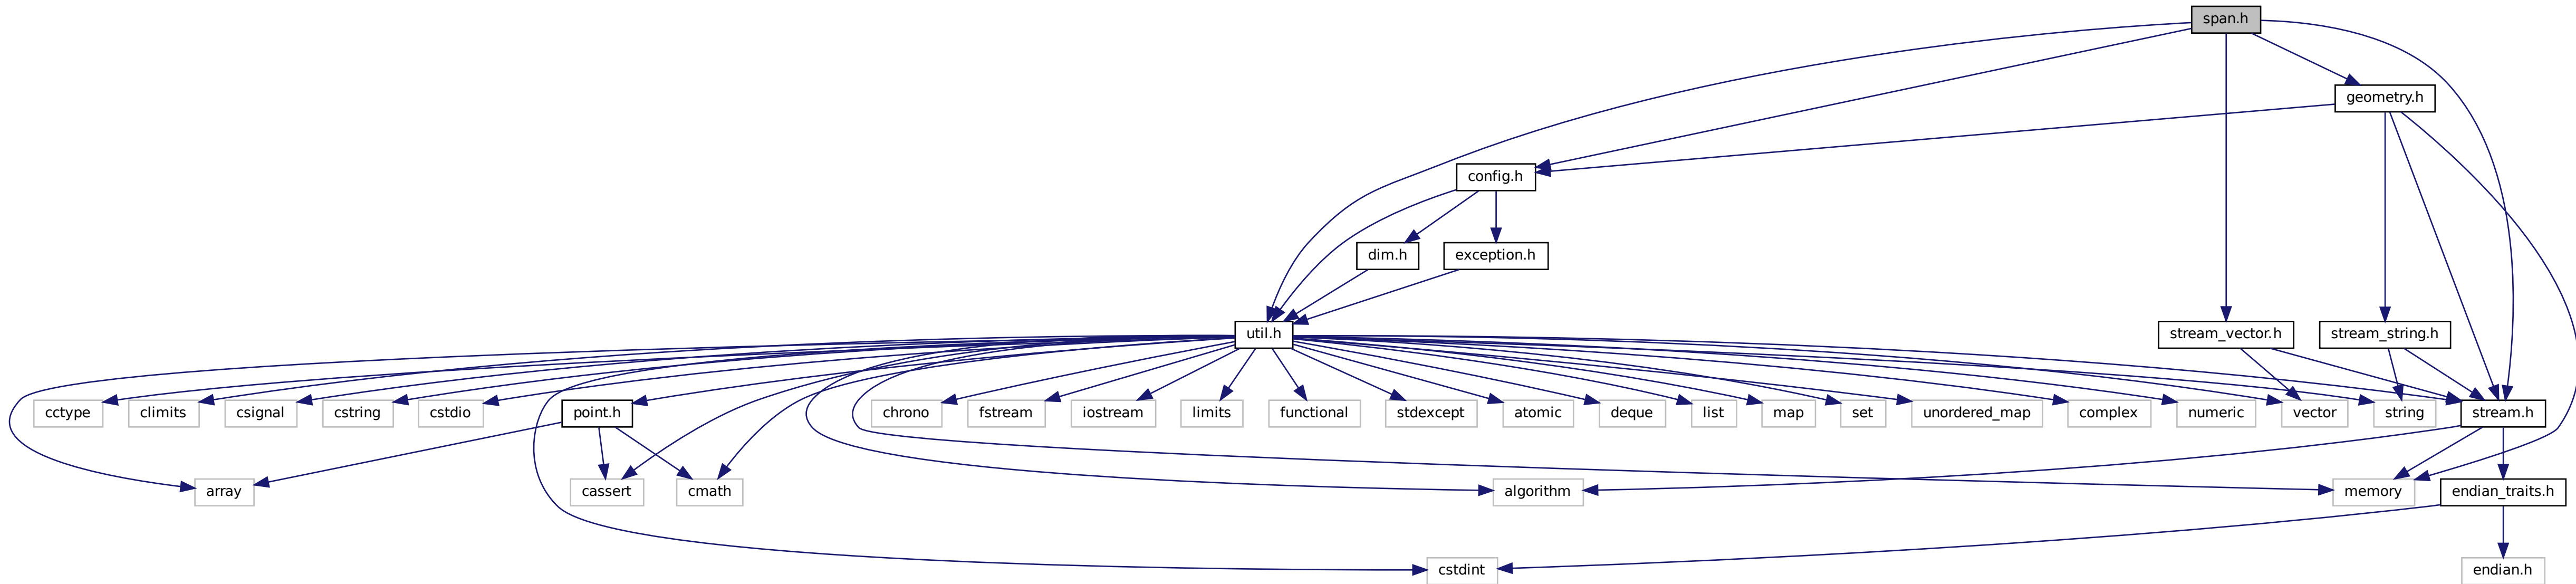 span.h
geometry.h
config.h
dim.h
exception.h
util.h
stream_vector.h
stream_string.h
cctype
climits
csignal
cstring
cstdio
point.h
chrono
fstream
iostream
limits
functional
stdexcept
atomic
deque
list
map
set
unordered_map
complex
numeric
vector
string
stream.h
array
cassert
cmath
algorithm
memory
endian_traits.h
cstdint
endian.h